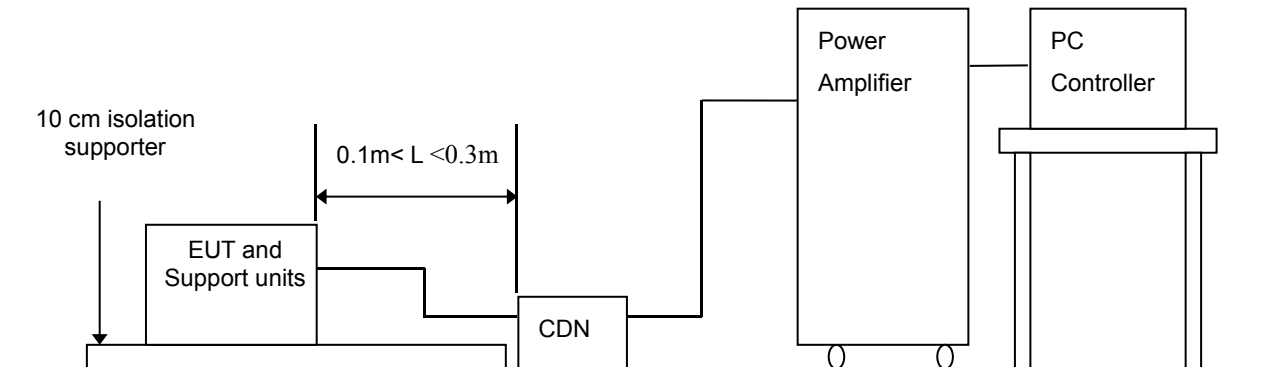 Power
Amplifier
PC
Controller
10 cm isolation
supporter
0.1m< L <0.3m
EUT and
Support units
CDN